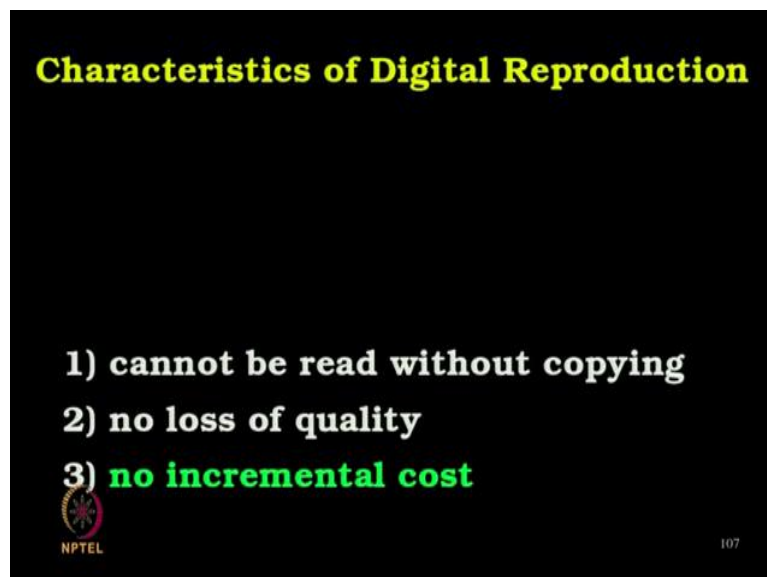 Characteristics of Digital Reproduction
1) cannot be read without copying
2) no loss of quality
3) no incremental cost
NPTEL
107